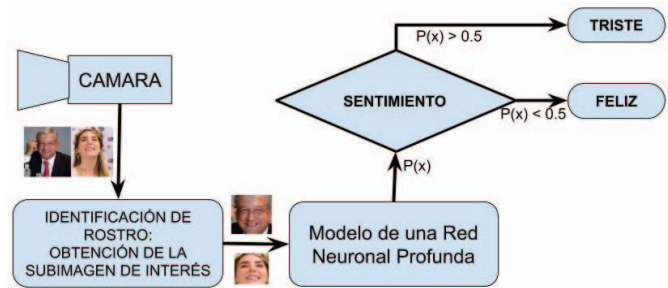 CAMARA
IDENTIFICACIÓN DE
ROSTRO:
OBTENCIÓN DE LA
SUBIMAGEN DE INTERÉS
Modelo de una Red
Neuronal Profunda
P(x)
SENTIMIENTO
P(x) > 0.5
TRISTE
P(x) < 0.5
FELIZ